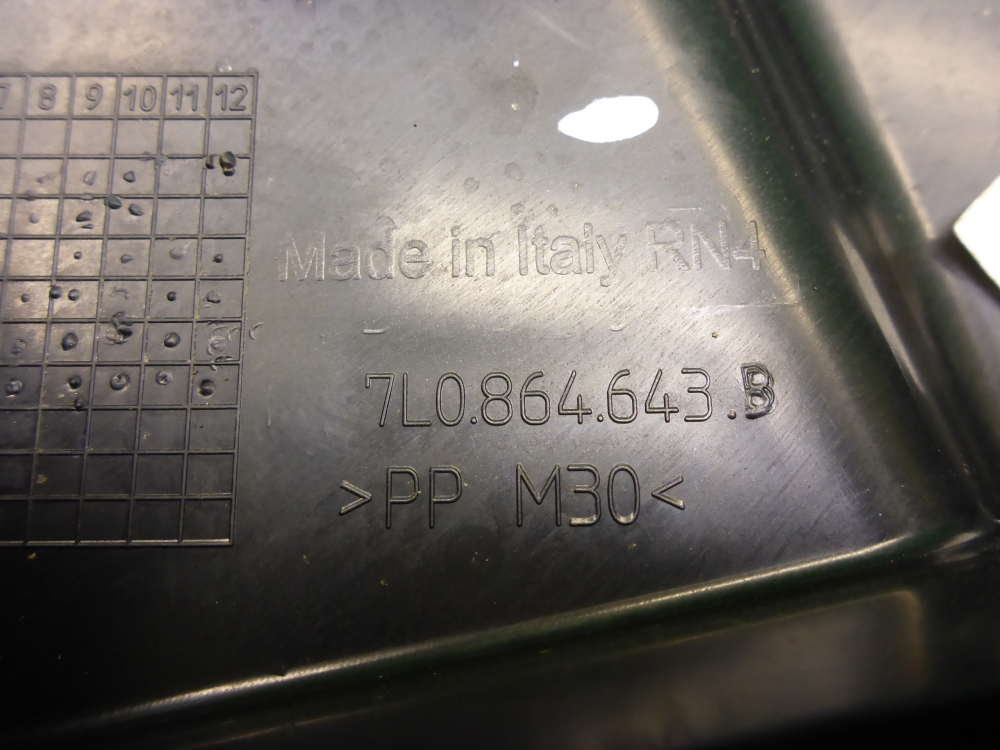 7 8 9 10 11 12
Made in Italy RN4
7L0.864.643.B
>PP M30<